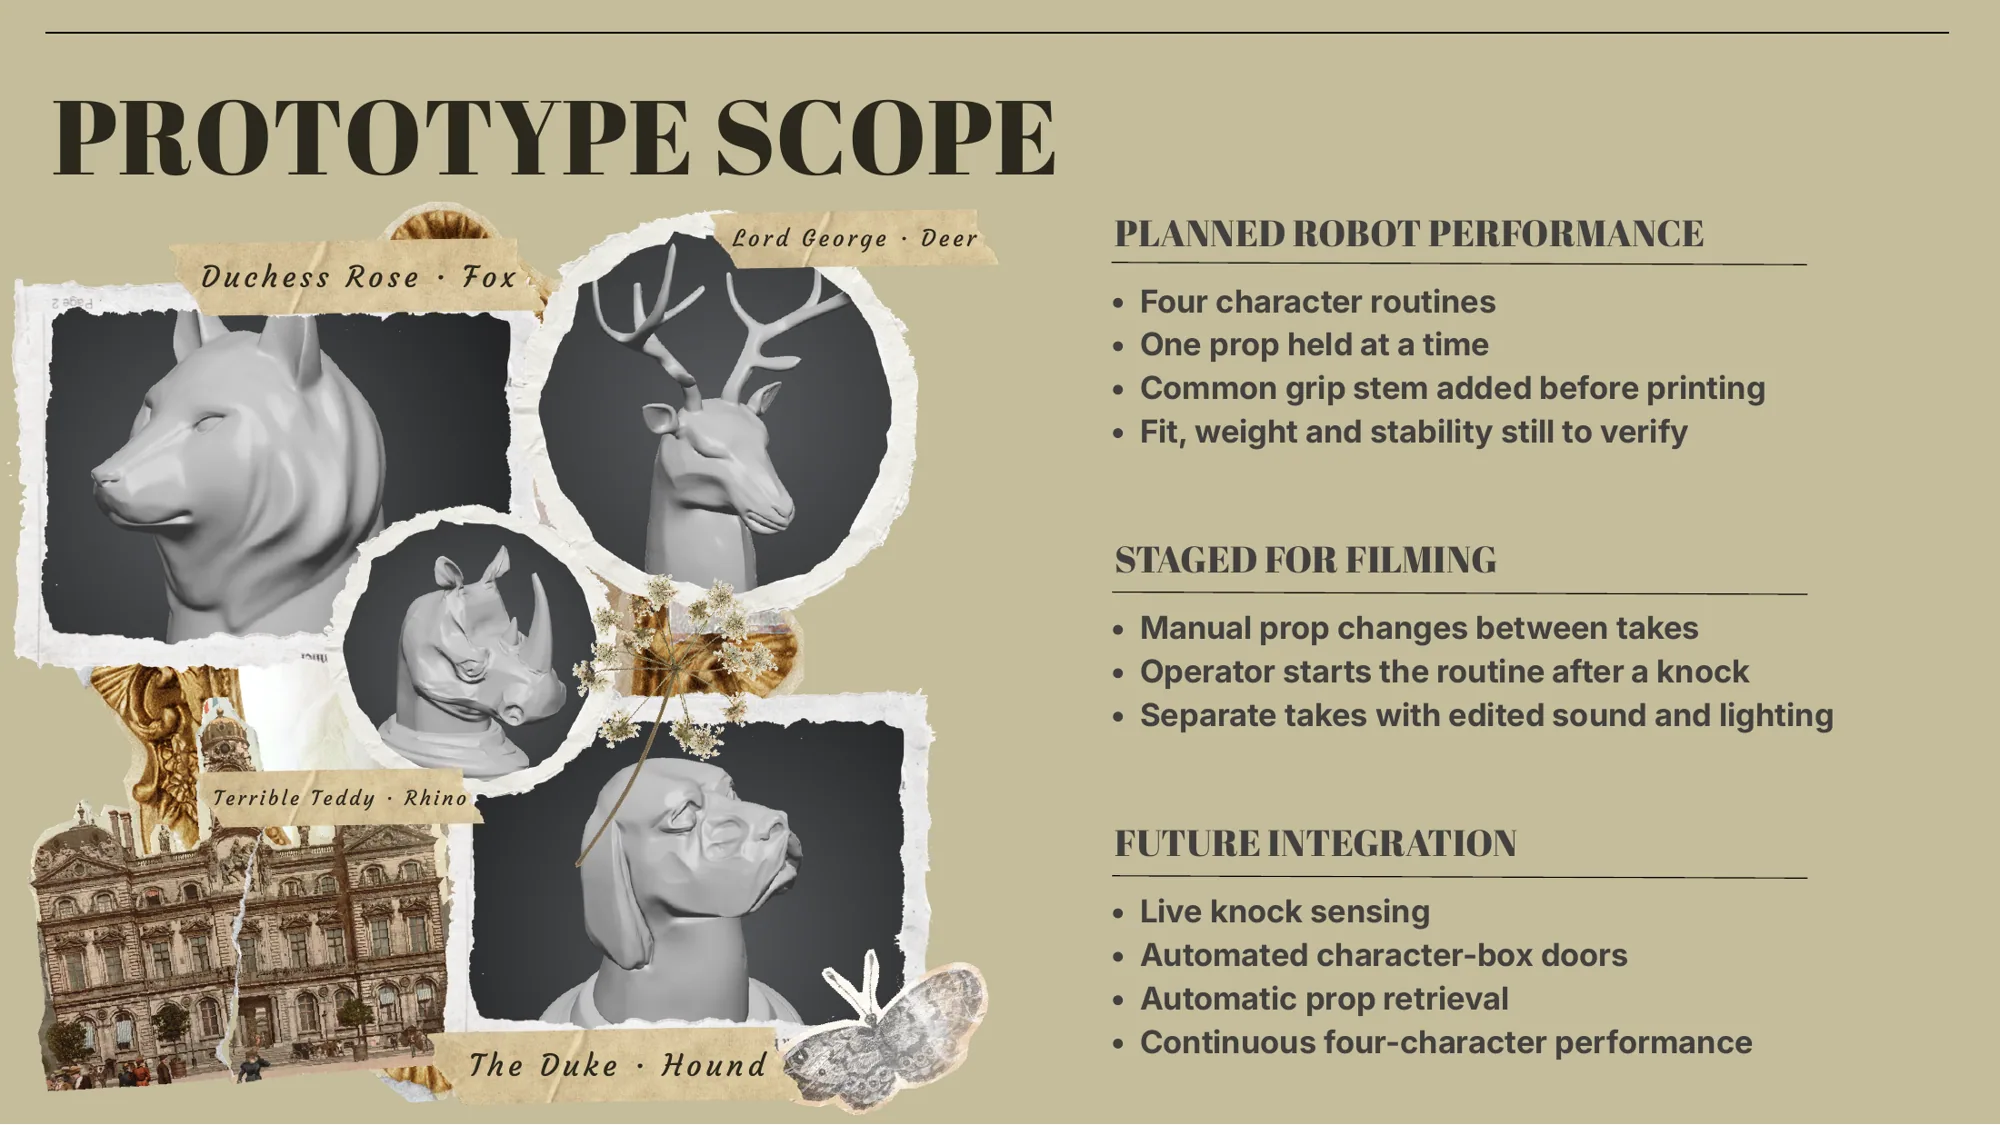 PROTOTYPE SCOPE
Duchess Rose · Fox
Lord George · Deer
Page 2
Terrible Teddy · Rhino
The Duke · Hound
PLANNED ROBOT PERFORMANCE
• Four character routines
• One prop held at a time
• Common grip stem added before printing
• Fit, weight and stability still to verify
STAGED FOR FILMING
• Manual prop changes between takes
• Operator starts the routine after a knock
• Separate takes with edited sound and lighting
FUTURE INTEGRATION
• Live knock sensing
• Automated character-box doors
• Automatic prop retrieval
• Continuous four-character performance